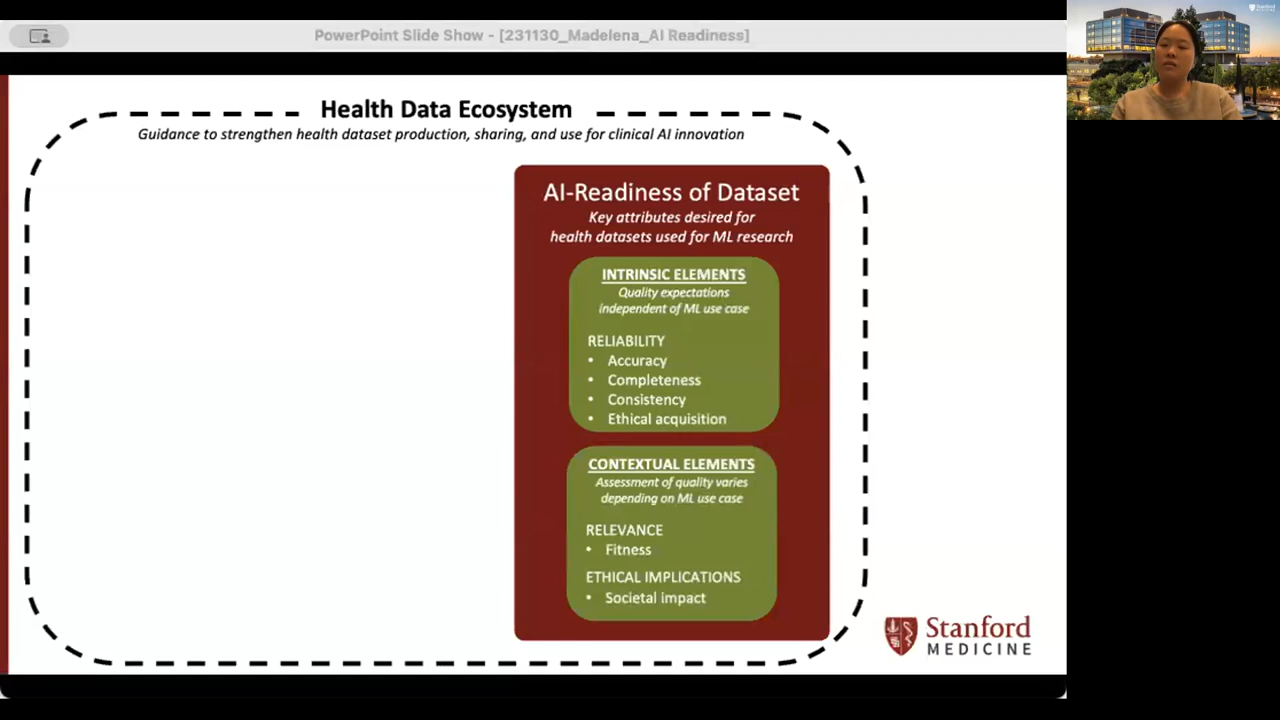 PowerPoint Slide Show - [231130_Madelena_AI Readiness]
Stanford
MEDICINE
Health Data Ecosystem
Guidance to strengthen health dataset production, sharing, and use for clinical AI innovation
AI-Readiness of Dataset
Key attributes desired for
health datasets used for ML research
INTRINSIC ELEMENTS
Quality expectations
independent of ML use case
RELIABILITY
• Accuracy
• Completeness
• Consistency
• Ethical acquisition
CONTEXTUAL ELEMENTS
Assessment of quality varies
depending on ML use case
RELEVANCE
• Fitness
ETHICAL IMPLICATIONS
• Societal impact
Stanford
MEDICINE